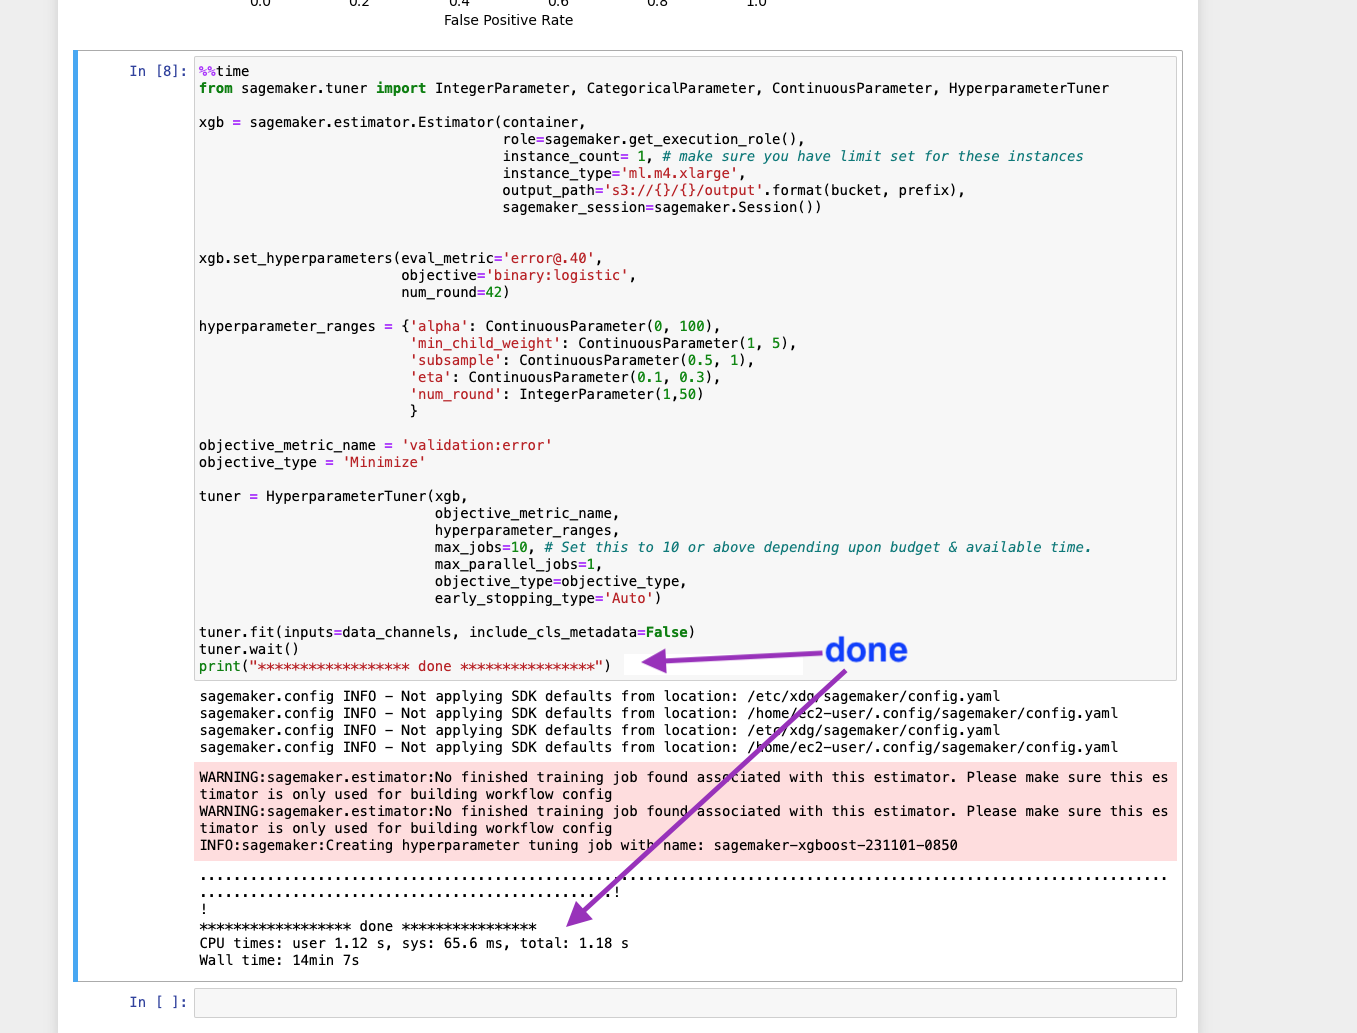 0.0 0.2 0.4 0.6 0.8 1.0
False Positive Rate
In [8]:
%%time
from sagemaker.tuner import IntegerParameter, CategoricalParameter, ContinuousParameter, HyperparameterTuner
xgb = sagemaker.estimator.Estimator(container,
role=sagemaker.get_execution_role(),
instance_count= 1, # make sure you have limit set for these instances
instance_type='ml.m4.xlarge',
output_path='s3://{}/{}/output'.format(bucket, prefix),
sagemaker_session=sagemaker.Session())
xgb.set_hyperparameters(eval_metric='error@.40',
objective='binary:logistic',
num_round=42)
hyperparameter_ranges = {'alpha': ContinuousParameter(0, 100),
'min_child_weight': ContinuousParameter(1, 5),
'subsample': ContinuousParameter(0.5, 1),
'eta': ContinuousParameter(0.1, 0.3),
'num_round': IntegerParameter(1,50)
}
objective_metric_name = 'validation:error'
objective_type = 'Minimize'
tuner = HyperparameterTuner(xgb,
objective_metric_name,
hyperparameter_ranges,
max_jobs=10, # Set this to 10 or above depending upon budget & available time.
max_parallel_jobs=1,
objective_type=objective_type,
early_stopping_type='Auto')
tuner.fit(inputs=data_channels, include_cls_metadata=False)
tuner.wait()
print("****************** done ****************")
done
sagemaker.config INFO - Not applying SDK defaults from location: /etc/xdg/sagemaker/config.yaml
sagemaker.config INFO - Not applying SDK defaults from location: /home/ec2-user/.config/sagemaker/config.yaml
sagemaker.config INFO - Not applying SDK defaults from location: /etc/xdg/sagemaker/config.yaml
sagemaker.config INFO - Not applying SDK defaults from location: /home/ec2-user/.config/sagemaker/config.yaml
WARNING:sagemaker.estimator:No finished training job found associated with this estimator. Please make sure this es
timator is only used for building workflow config
WARNING:sagemaker.estimator:No finished training job found associated with this estimator. Please make sure this es
timator is only used for building workflow config
INFO:sagemaker:Creating hyperparameter tuning job with name: sagemaker-xgboost-231101-0850
...................................................................................................................
.................................................!
!
****************** done ****************
CPU times: user 1.12 s, sys: 65.6 ms, total: 1.18 s
Wall time: 14min 7s
In [ ]: